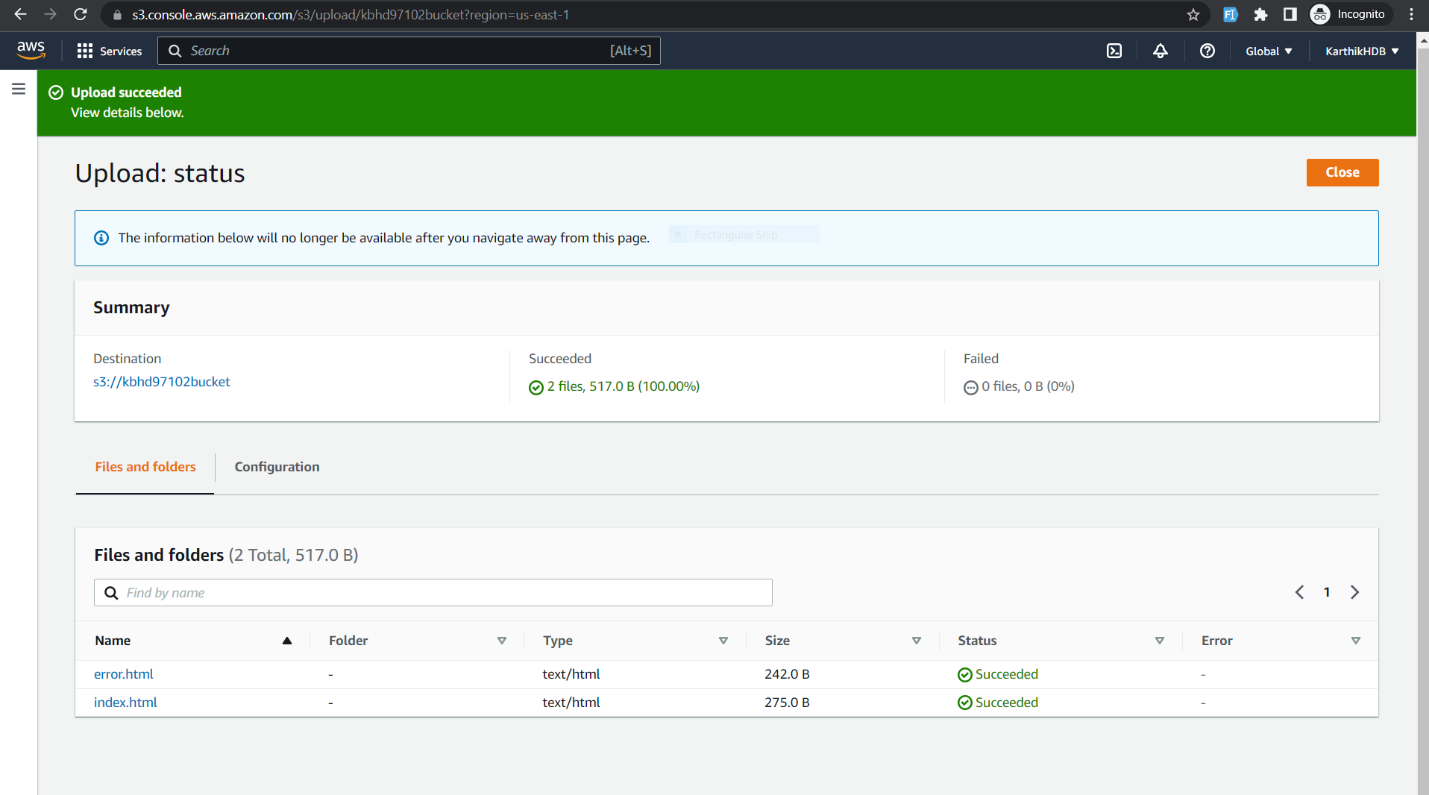 s3.console.aws.amazon.com/s3/upload/kbhd97102bucket?region=us-east-1
Incognito
aws
Services
Search
[Alt+S]
Global
KarthikHDB
Upload succeeded
View details below.
Upload: status
Close
The information below will no longer be available after you navigate away from this page.
Rectangular Snip
Summary
Destination
s3://kbhd97102bucket
Succeeded
2 files, 517.0 B (100.00%)
Failed
0 files, 0 B (0%)
Files and folders
Configuration
Files and folders (2 Total, 517.0 B)
Find by name
1
Name Folder Type Size Status Error
error.html - text/html 242.0 B Succeeded -
index.html - text/html 275.0 B Succeeded -